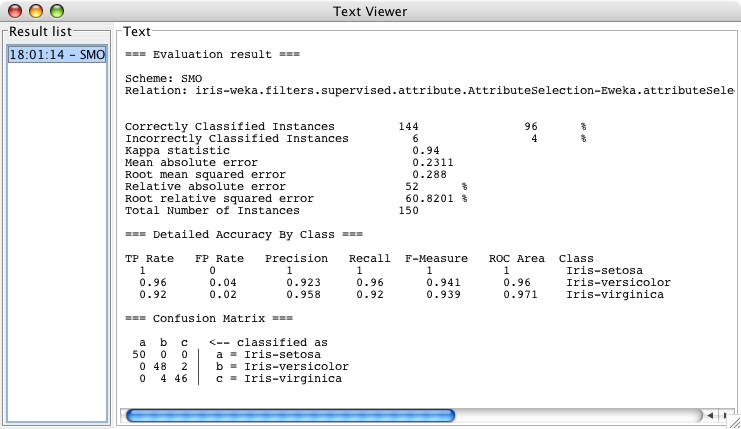 Text Viewer
Result list
18:01:14 - SMO
Text
=== Evaluation result ===
Scheme: SMO
Relation: iris-weka.filters.supervised.attribute.AttributeSelection-Eweka.attributeSele
Correctly Classified Instances 144 96 %
Incorrectly Classified Instances 6 4 %
Kappa statistic 0.94
Mean absolute error 0.2311
Root mean squared error 0.288
Relative absolute error 52 %
Root relative squared error 60.8201 %
Total Number of Instances 150
=== Detailed Accuracy By Class ===
TP Rate FP Rate Precision Recall F-Measure ROC Area Class
1 0 1 1 1 1 Iris-setosa
0.96 0.04 0.923 0.96 0.941 0.96 Iris-versicolor
0.92 0.02 0.958 0.92 0.939 0.971 Iris-virginica
=== Confusion Matrix ===
a b c <-- classified as
50 0 0 | a = Iris-setosa
0 48 2 | b = Iris-versicolor
0 4 46 | c = Iris-virginica